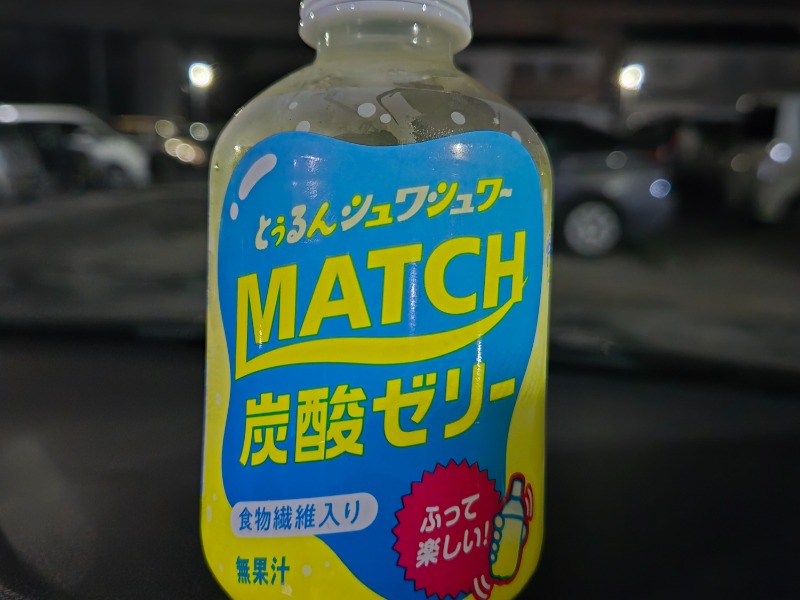 とぅるんシュワシュワ〜
MATCH
炭酸ゼリー
食物繊維入り
無果汁
ふって
楽しい!